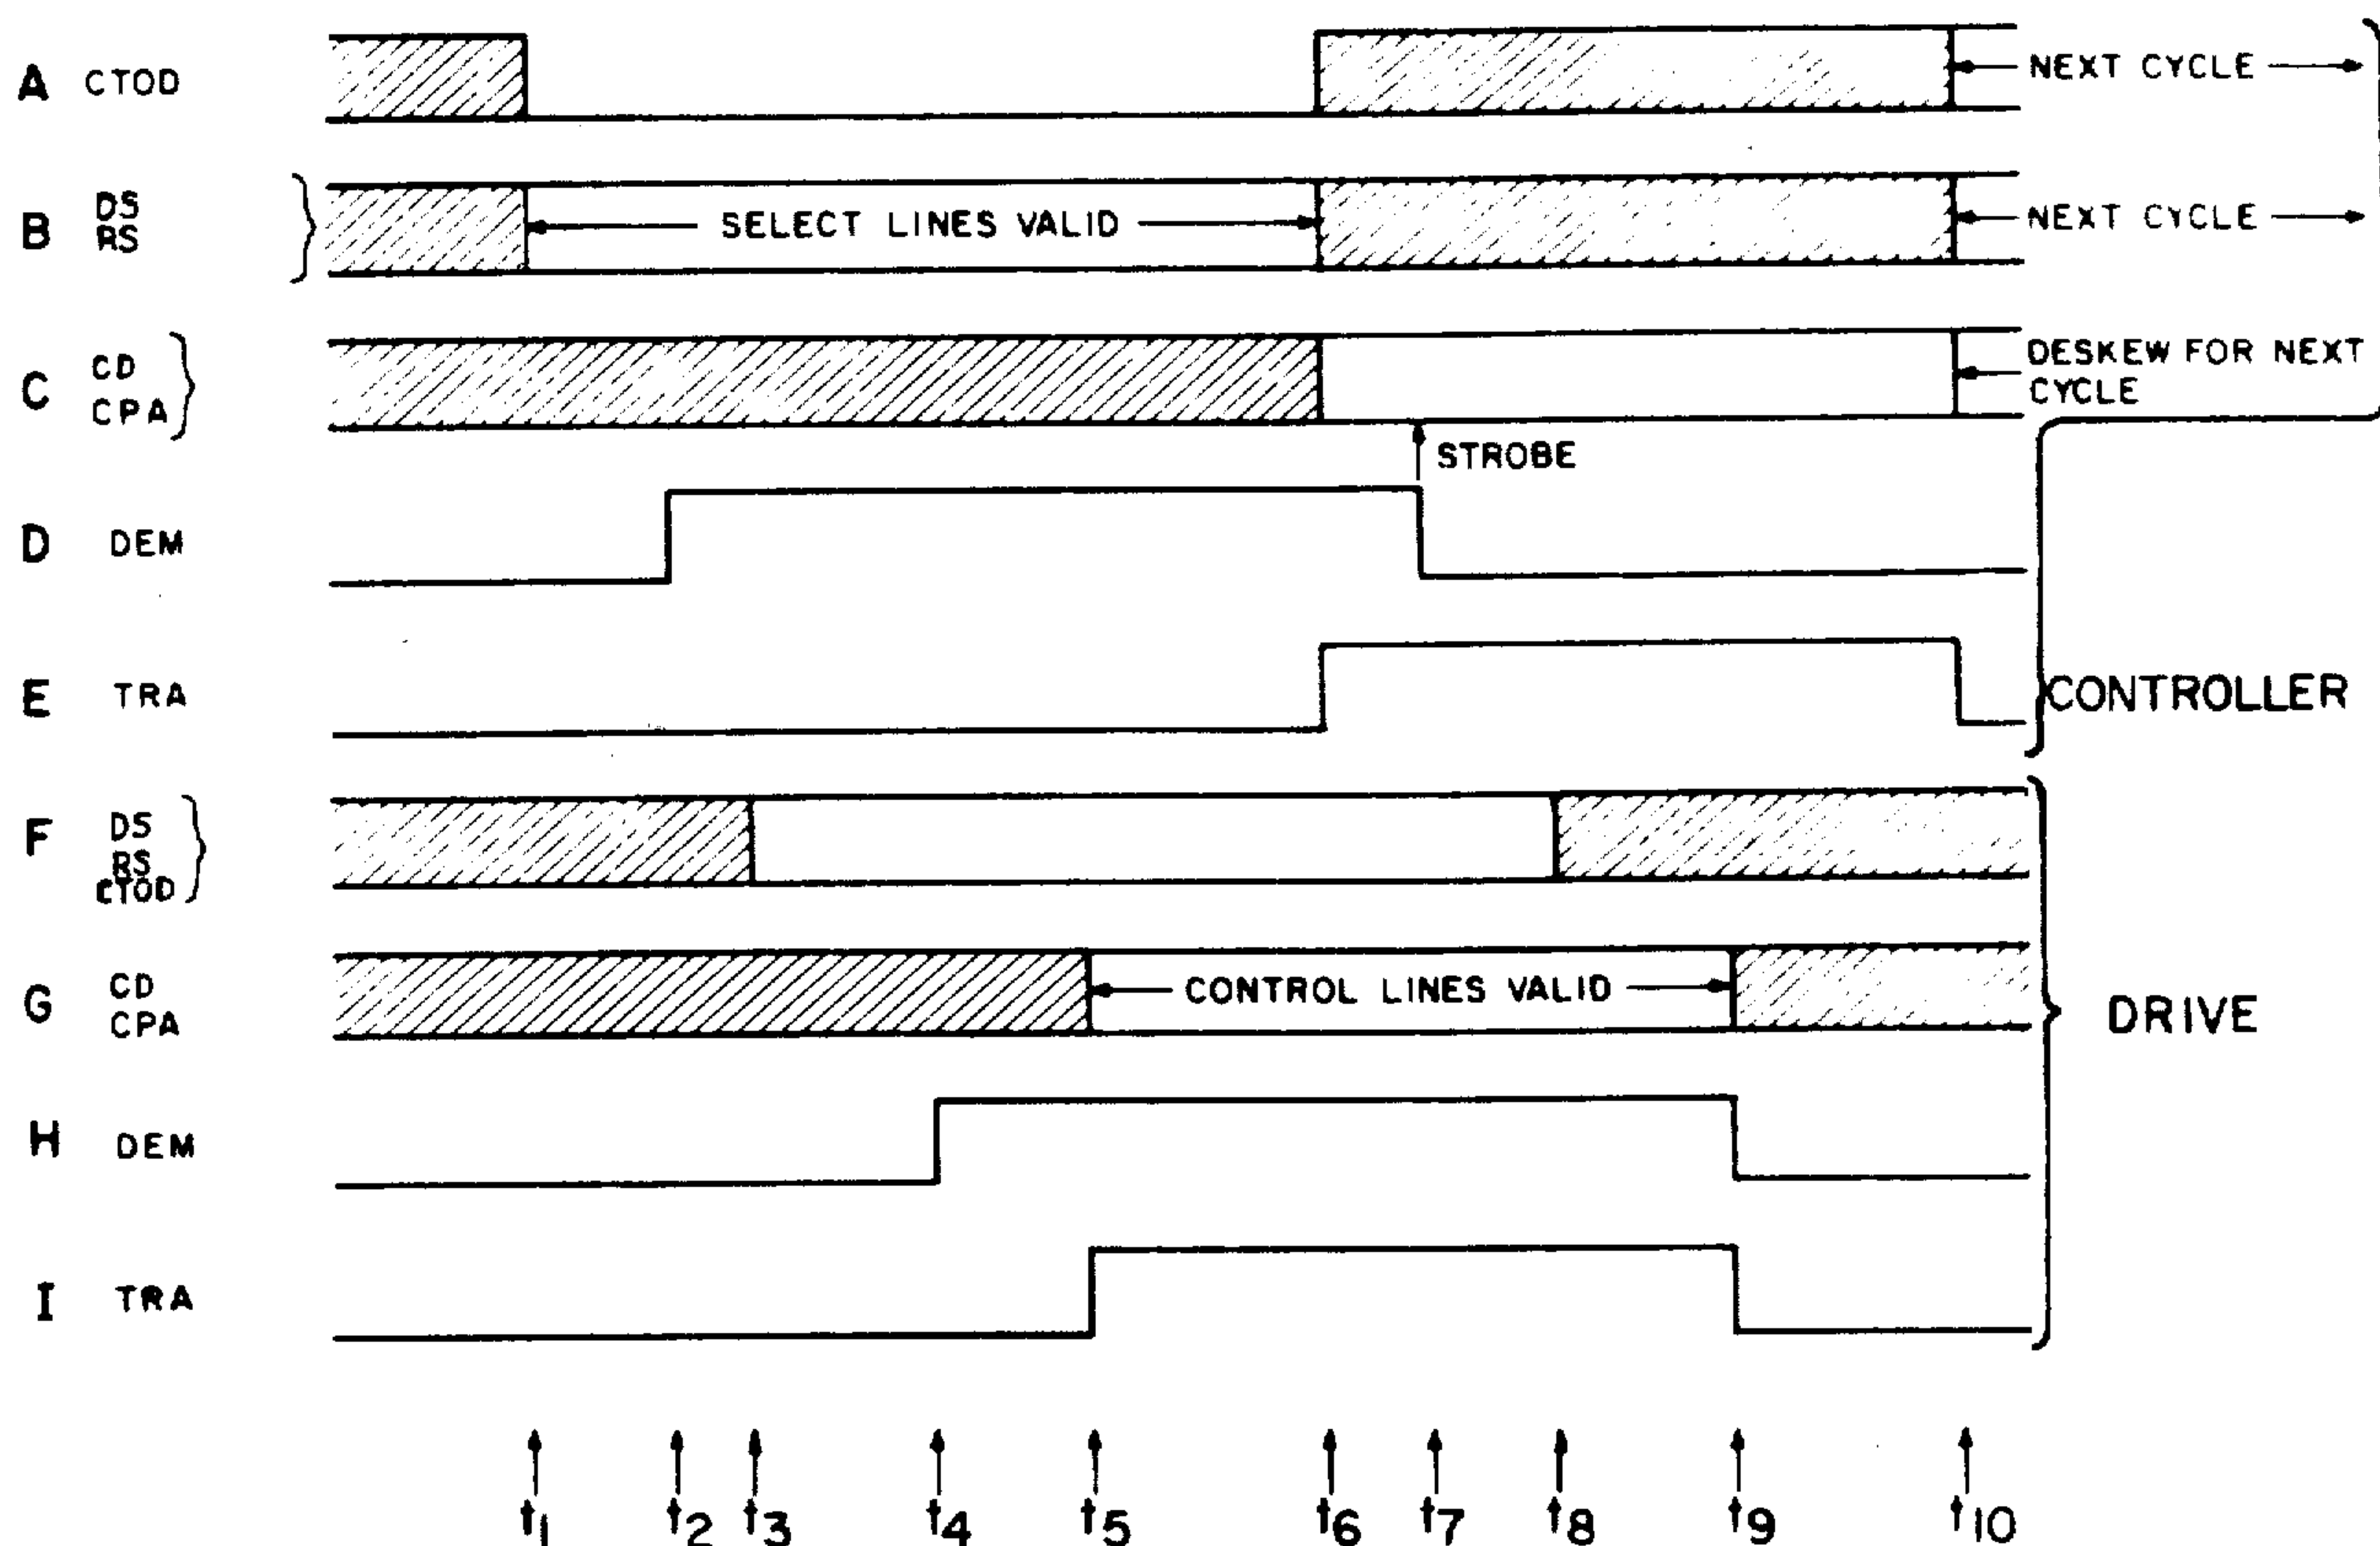 A CTOD
NEXT CYCLE
B DS
RS
SELECT LINES VALID
NEXT CYCLE
C CD
CPA
DESKEW FOR NEXT
CYCLE
STROBE
D DEM
E TRA
CONTROLLER
F DS
RS
CTOD
G CD
CPA
CONTROL LINES VALID
DRIVE
H DEM
I TRA
t1 t2 t3 t4 t5 t6 t7 t8 t9 t10